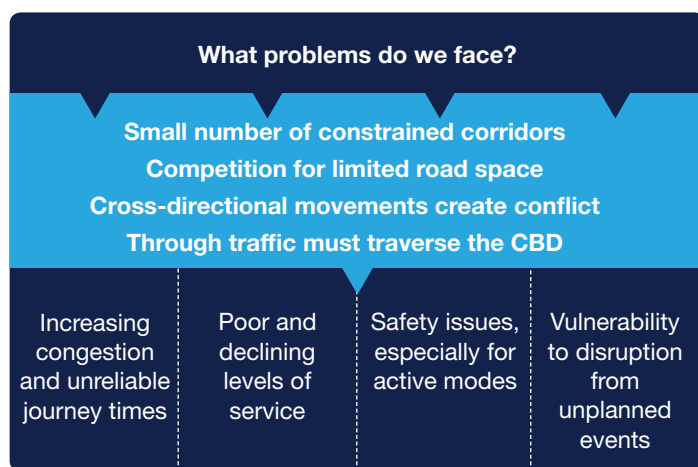 What problems do we face?
Small number of constrained corridors
Competition for limited road space
Cross-directional movements create conflict
Through traffic must traverse the CBD
Increasing
congestion
and unreliable
journey times
Poor and
declining
levels of
service
Safety issues,
especially for
active modes
Vulnerability
to disruption
from
unplanned
events